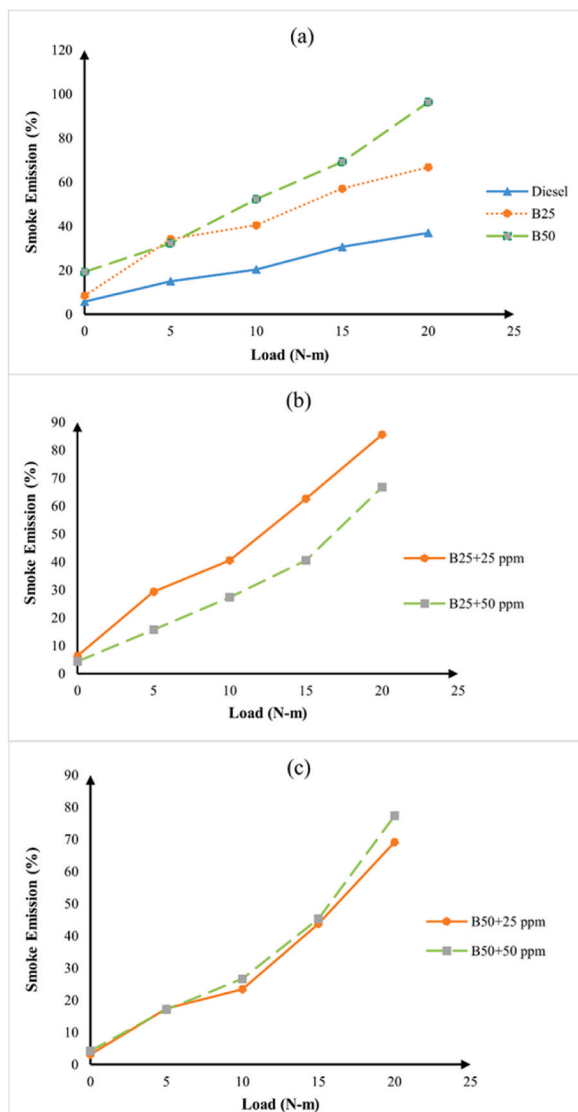 (a)
120
100
80
60
40
20
0
Smoke Emission (%)
0 5 10 15 20 25
Load (N-m)
Diesel
B25
B50
(b)
90
80
70
60
50
40
30
20
10
0
Smoke Emission (%)
0 5 10 15 20 25
Load (N-m)
B25+25 ppm
B25+50 ppm
(c)
90
80
70
60
50
40
30
20
10
0
Smoke Emission (%)
0 5 10 15 20 25
Load (N-m)
B50+25 ppm
B50+50 ppm